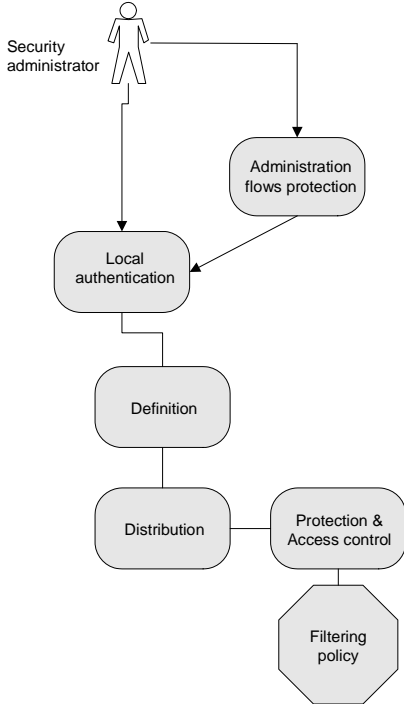 Security
administrator
Administration
flows protection
Local
authentication
Definition
Distribution
Protection &
Access control
Filtering
policy